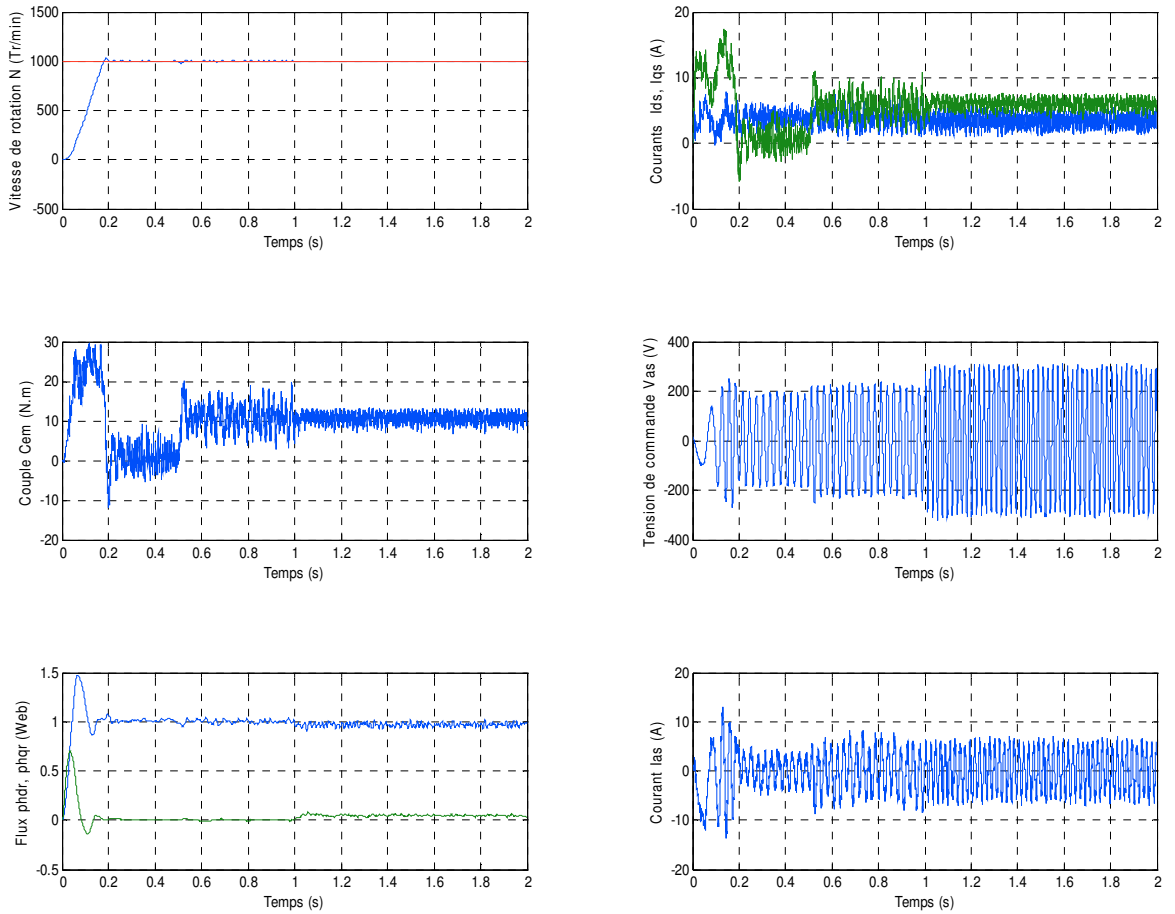 Vitesse de rotation N (Tr/min)
1500
1000
500
0
-500
0 0.2 0.4 0.6 0.8 1 1.2 1.4 1.6 1.8 2
Temps (s)
Courants Ids, Iqs (A)
20
10
0
-10
0 0.2 0.4 0.6 0.8 1 1.2 1.4 1.6 1.8 2
Temps (s)
Couple Cem (N.m)
30
20
10
0
-10
-20
0 0.2 0.4 0.6 0.8 1 1.2 1.4 1.6 1.8 2
Temps (s)
Tension de commande Vas (V)
400
200
0
-200
-400
0 0.2 0.4 0.6 0.8 1 1.2 1.4 1.6 1.8 2
Temps (s)
Flux phdr, phqr (Web)
1.5
1
0.5
0
-0.5
0 0.2 0.4 0.6 0.8 1 1.2 1.4 1.6 1.8 2
Temps (s)
Courant Ias (A)
20
10
0
-10
-20
0 0.2 0.4 0.6 0.8 1 1.2 1.4 1.6 1.8 2
Temps (s)